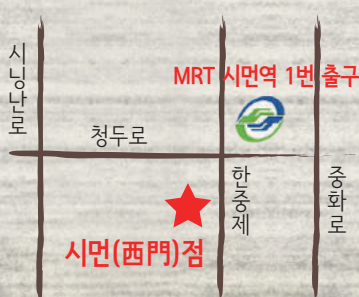 시닝난로
MRT 시먼역 1번 출구
청두로
한중제
중화로
시먼(西門)점